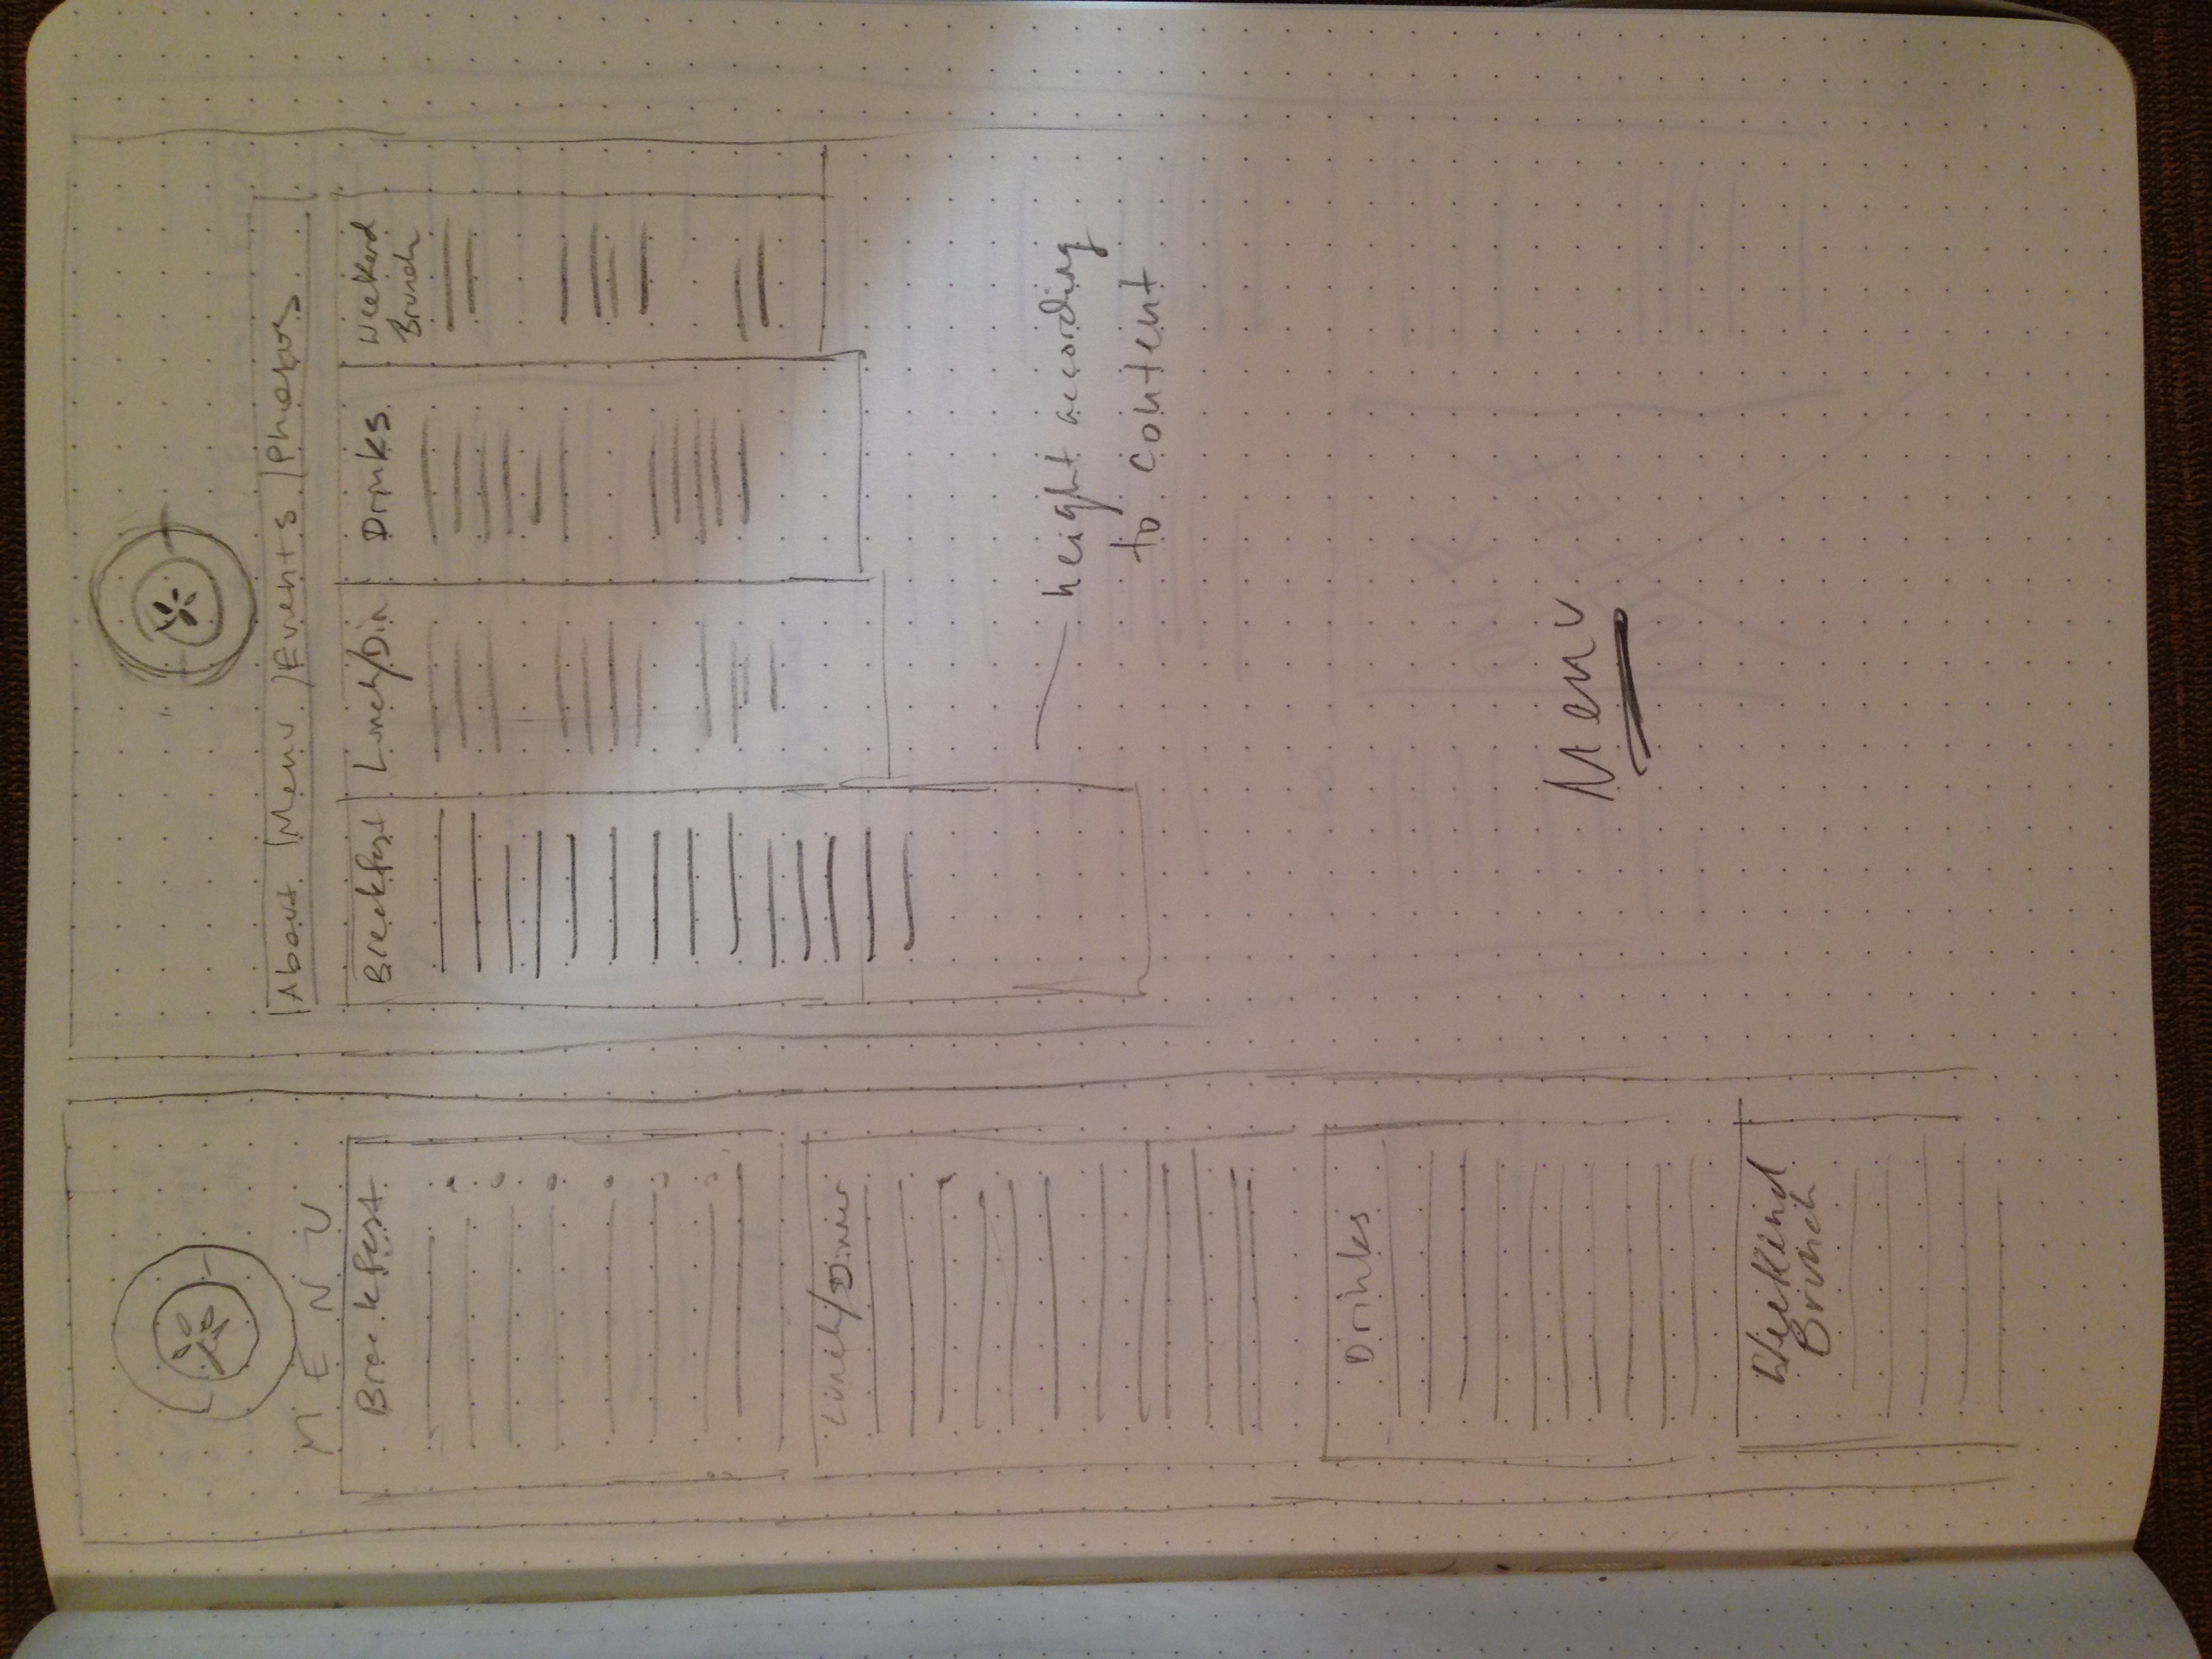 MENU
Breakfast
Lunch/Dinner
Drinks
Weekend
Brunch
About Menu Events Photos
Breakfast
Lunch/Din
Drinks
Weekend
Brunch
height according
to content
Menu